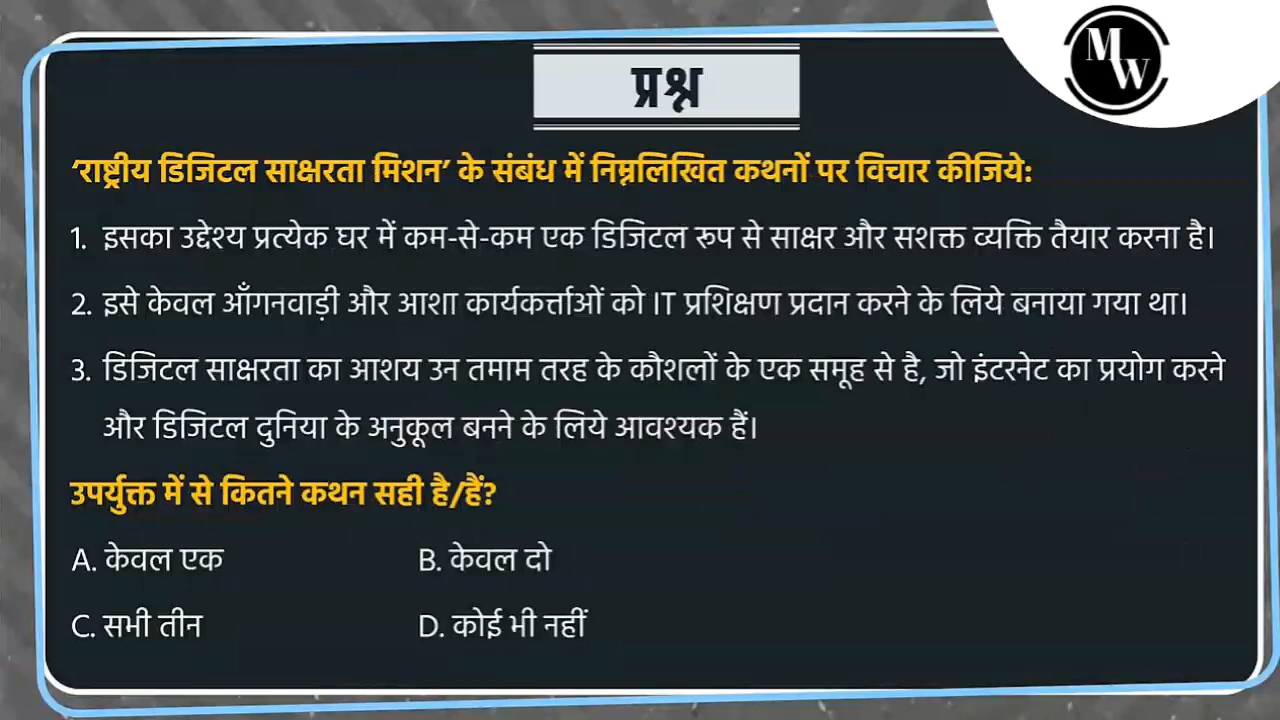 MW
प्रश्न
‘राष्ट्रीय डिजिटल साक्षरता मिशन’ के संबंध में निम्नलिखित कथनों पर विचार कीजिये:
1. इसका उद्देश्य प्रत्येक घर में कम-से-कम एक डिजिटल रूप से साक्षर और सशक्त व्यक्ति तैयार करना है।
2. इसे केवल आँगनवाड़ी और आशा कार्यकर्त्ताओं को IT प्रशिक्षण प्रदान करने के लिये बनाया गया था।
3. डिजिटल साक्षरता का आशय उन तमाम तरह के कौशलों के एक समूह से है, जो इंटरनेट का प्रयोग करने
और डिजिटल दुनिया के अनुकूल बनने के लिये आवश्यक हैं।
उपर्युक्त में से कितने कथन सही है/हैं?
A. केवल एक B. केवल दो
C. सभी तीन D. कोई भी नहीं